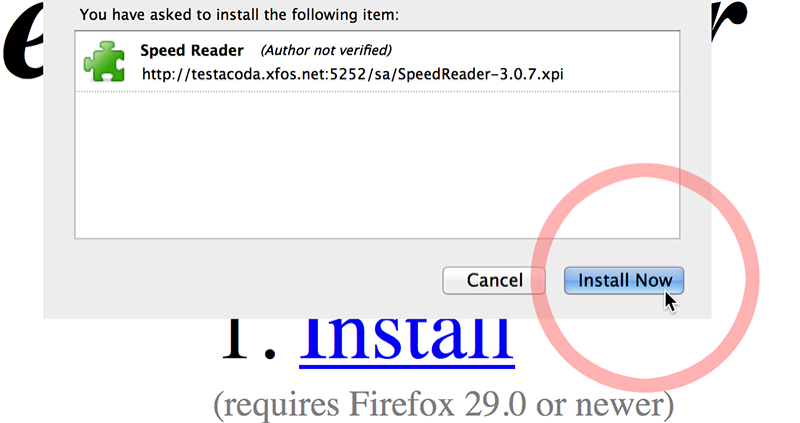 You have asked to install the following item:
Speed Reader (Author not verified)
http://testacoda.xfos.net:5252/sa/SpeedReader-3.0.7.xpi
Cancel
Install Now
1. Install
(requires Firefox 29.0 or newer)